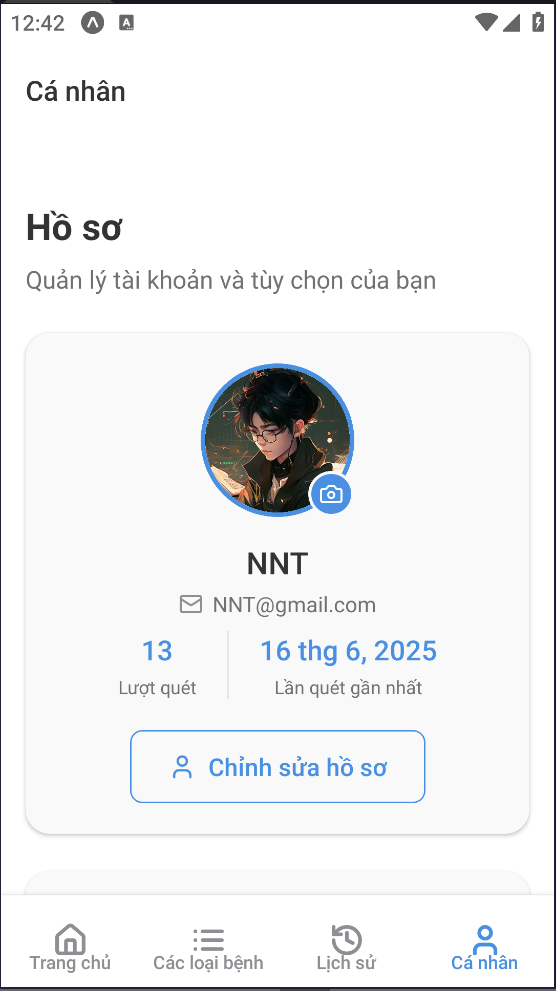 12:42
Cá nhân
Hồ sơ
Quản lý tài khoản và tùy chọn của bạn
NNT
NNT@gmail.com
13
16 thg 6, 2025
Lượt quét
Lần quét gần nhất
Chỉnh sửa hồ sơ
Trang chủ
Các loại bệnh
Lịch sử
Cá nhân